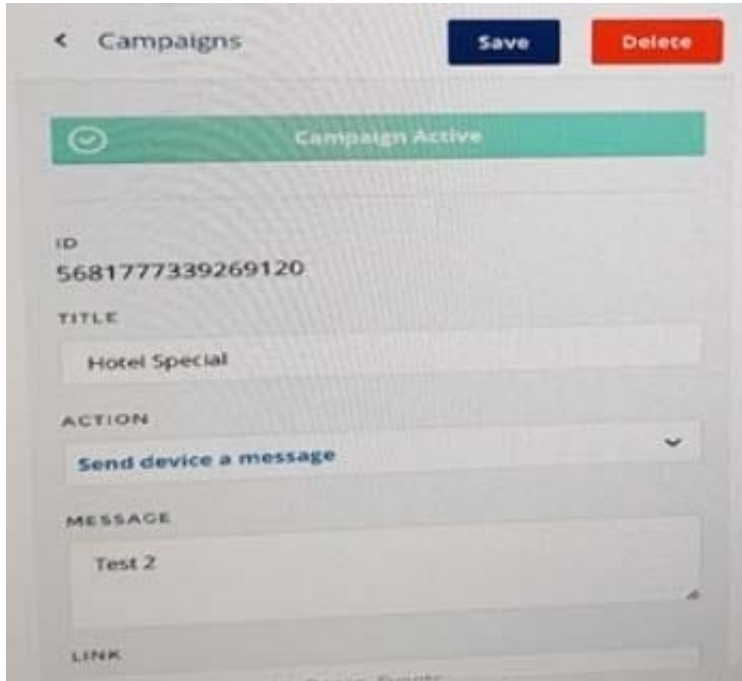 Campaigns
Save
Delete
Campaign Active
ID
5681777339269120
TITLE
Hotel Special
ACTION
Send device a message
MESSAGE
Test 2
LINK